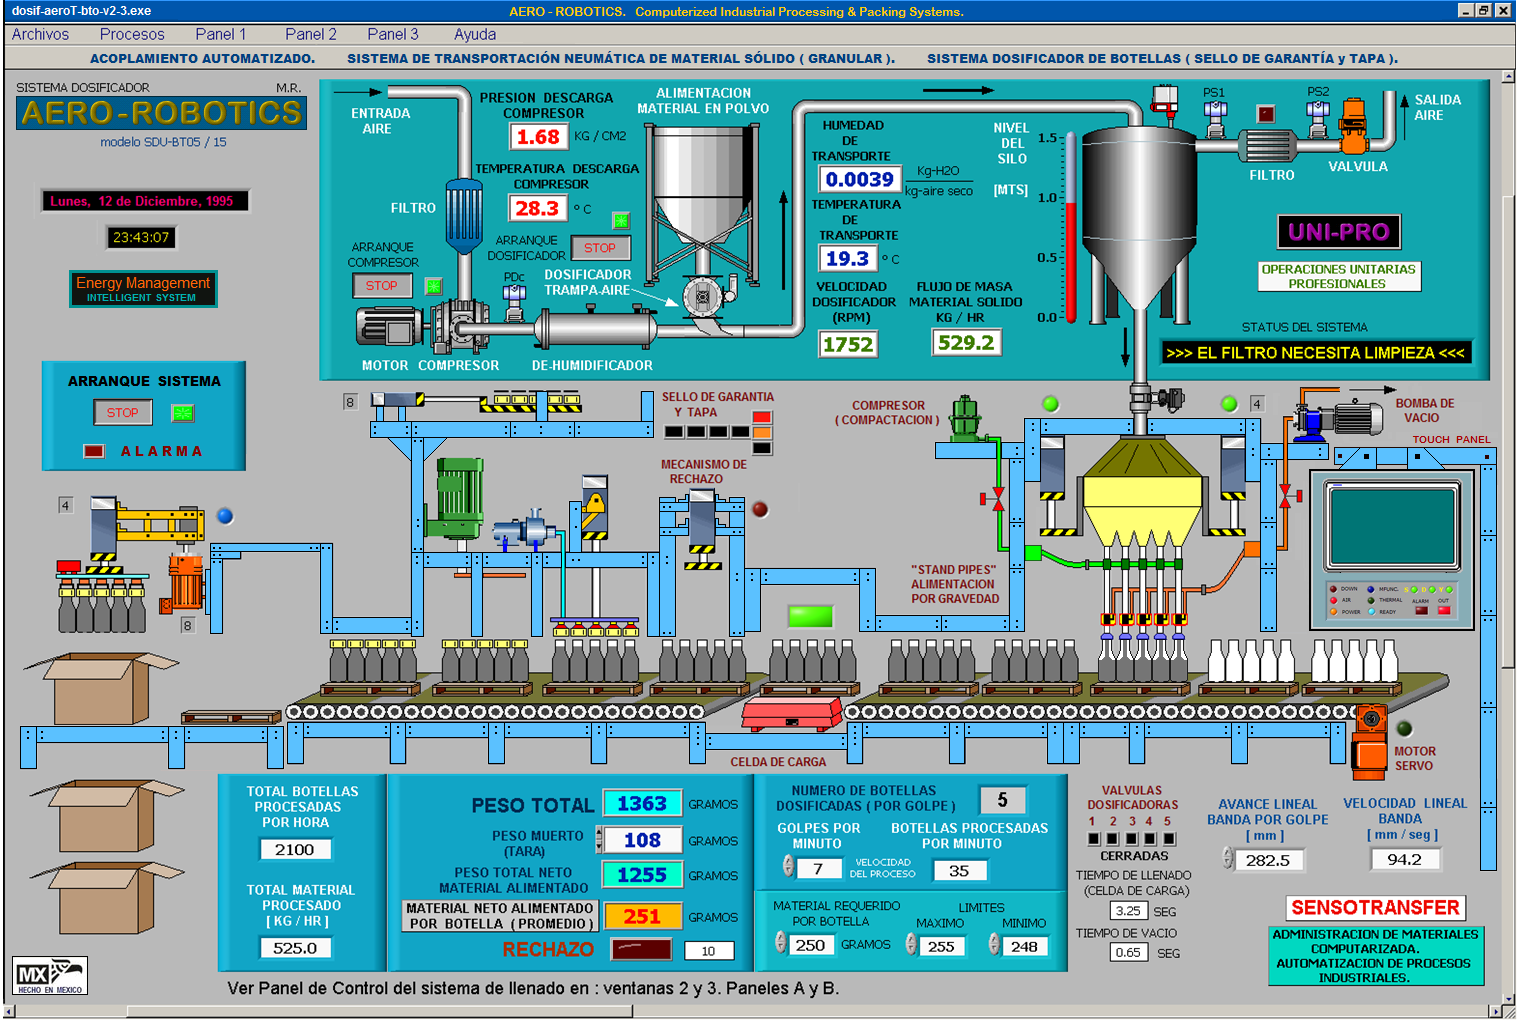 dosif-aeroT-bto-v2-3.exe
AERO - ROBOTICS.   Computerized Industrial Processing & Packing Systems.
Archivos   Procesos   Panel 1   Panel 2   Panel 3   Ayuda
ACOPLAMIENTO AUTOMATIZADO.   SISTEMA DE TRANSPORTACIÓN NEUMÁTICA DE MATERIAL SÓLIDO ( GRANULAR ).   SISTEMA DOSIFICADOR DE BOTELLAS ( SELLO DE GARANTÍA y TAPA ).
SISTEMA DOSIFICADOR   M.R.
AERO-ROBOTICS
modelo SDU-BT05 / 15
Lunes, 12 de Diciembre, 1995
23:43:07
Energy Management
INTELLIGENT SYSTEM
ARRANQUE SISTEMA
STOP
ALARMA
ENTRADA
AIRE
PRESION DESCARGA
COMPRESOR
1.68 KG / CM2
TEMPERATURA DESCARGA
COMPRESOR
28.3 ° C
FILTRO
ARRANQUE
COMPRESOR
STOP
ARRANQUE
DOSIFICADOR
STOP
PDc
DOSIFICADOR
TRAMPA-AIRE
MOTOR COMPRESOR
DE-HUMIDIFICADOR
ALIMENTACION
MATERIAL EN POLVO
HUMEDAD
DE
TRANSPORTE
0.0039 Kg-H2O
kg-aire seco
TEMPERATURA
DE
TRANSPORTE
19.3 ° C
VELOCIDAD
DOSIFICADOR
(RPM)
1752
FLUJO DE MASA
MATERIAL SOLIDO
KG / HR
529.2
NIVEL
DEL
SILO
[MTS]
1.5
1.0
0.5
0.0
PS1
PS2
SALIDA
AIRE
FILTRO
VALVULA
UNI-PRO
OPERACIONES UNITARIAS
PROFESIONALES
STATUS DEL SISTEMA
>>> EL FILTRO NECESITA LIMPIEZA <<<
8
SELLO DE GARANTIA
Y TAPA
MECANISMO DE
RECHAZO
COMPRESOR
( COMPACTACION )
4
BOMBA DE
VACIO
TOUCH PANEL
DOWN   MFUNC.   S D V
AIR   THERMAL   ALARM   OUT
POWER   READY
4
8
"STAND PIPES"
ALIMENTACION
POR GRAVEDAD
CELDA DE CARGA
MOTOR
SERVO
TOTAL BOTELLAS
PROCESADAS
POR HORA
2100
TOTAL MATERIAL
PROCESADO
[ KG / HR ]
525.0
PESO TOTAL 1363 GRAMOS
PESO MUERTO
(TARA)
108 GRAMOS
PESO TOTAL NETO
MATERIAL ALIMENTADO
1255 GRAMOS
MATERIAL NETO ALIMENTADO
POR BOTELLA ( PROMEDIO )
251 GRAMOS
RECHAZO 10
NUMERO DE BOTELLAS
DOSIFICADAS ( POR GOLPE )
5
GOLPES POR
MINUTO
7
VELOCIDAD
DEL PROCESO
BOTELLAS PROCESADAS
POR MINUTO
35
MATERIAL REQUERIDO
POR BOTELLA
250 GRAMOS
LIMITES
MAXIMO   MINIMO
255   248
VALVULAS
DOSIFICADORAS
1 2 3 4 5
CERRADAS
TIEMPO DE LLENADO
(CELDA DE CARGA)
3.25 SEG
TIEMPO DE VACIO
0.65 SEG
AVANCE LINEAL
BANDA POR GOLPE
[ mm ]
282.5
VELOCIDAD LINEAL
BANDA
[ mm / seg ]
94.2
SENSOTRANSFER
ADMINISTRACION DE MATERIALES
COMPUTARIZADA.
AUTOMATIZACION DE PROCESOS
INDUSTRIALES.
MX
HECHO EN MEXICO
Ver Panel de Control del sistema de llenado en : ventanas 2 y 3. Paneles A y B.